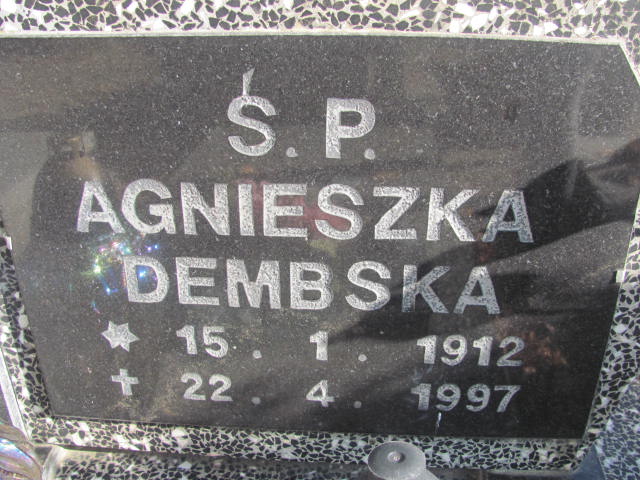 Ś. P.
AGNIESZKA
DEMBSKA
15. 1. 1912
22. 4. 1997